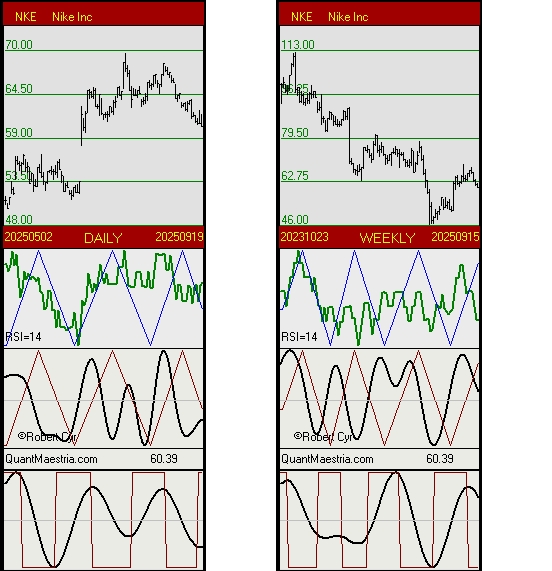 NKE Nike Inc
70.00
64.50
59.00
53.50
48.00
20250502 DAILY 20250919
RSI=14
©Robert Cyr
QuantMaestria.com 60.39
NKE Nike Inc
113.00
96.25
79.50
62.75
46.00
20231023 WEEKLY 20250915
RSI=14
©Robert Cyr
QuantMaestria.com 60.39